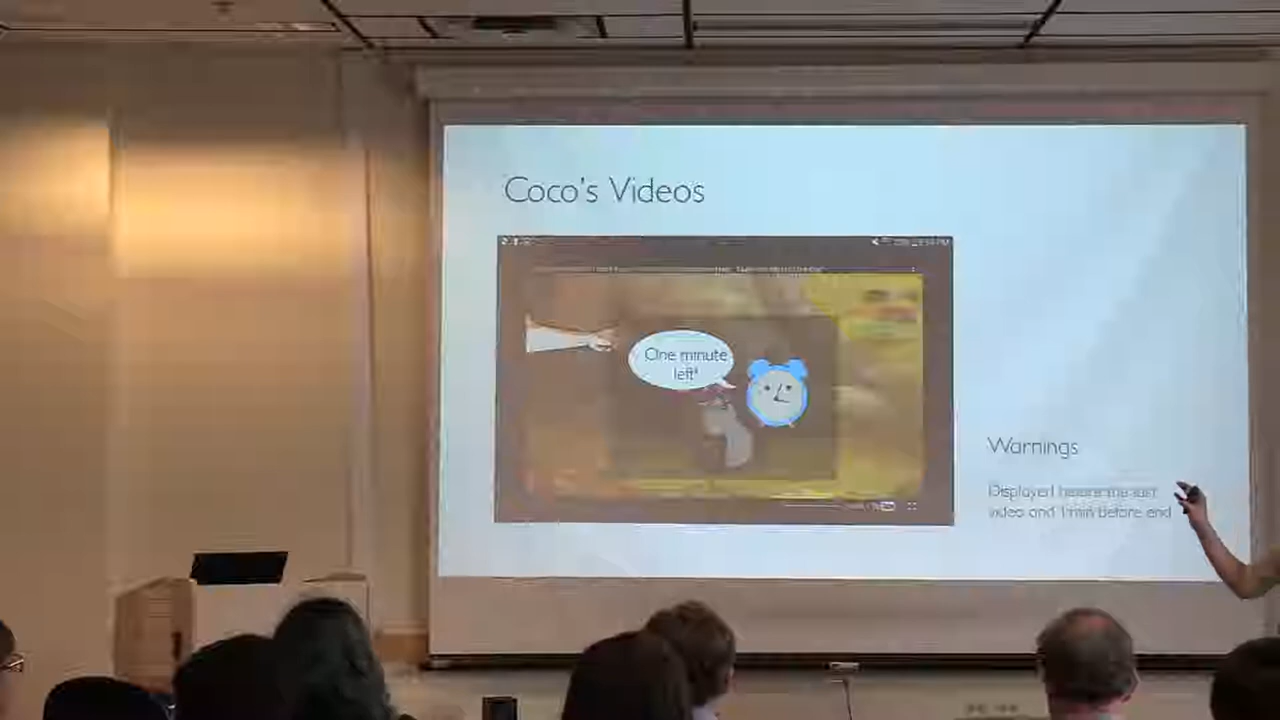 Coco's Videos
One minute
left!
Warnings
Displayed before the last
video and 1 min before end